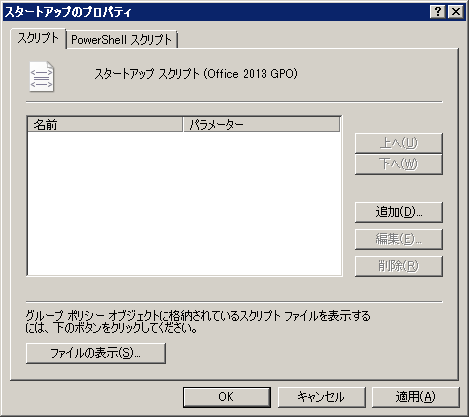 スタートアップのプロパティ
スクリプト PowerShell スクリプト
スタートアップ スクリプト (Office 2013 GPO)
名前 パラメーター
上へ(U)
下へ(W)
追加(D)...
編集(E)...
削除(R)
グループ ポリシー オブジェクトに格納されているスクリプト ファイルを表示する
には、下のボタンをクリックしてください。
ファイルの表示(S)...
OK キャンセル 適用(A)